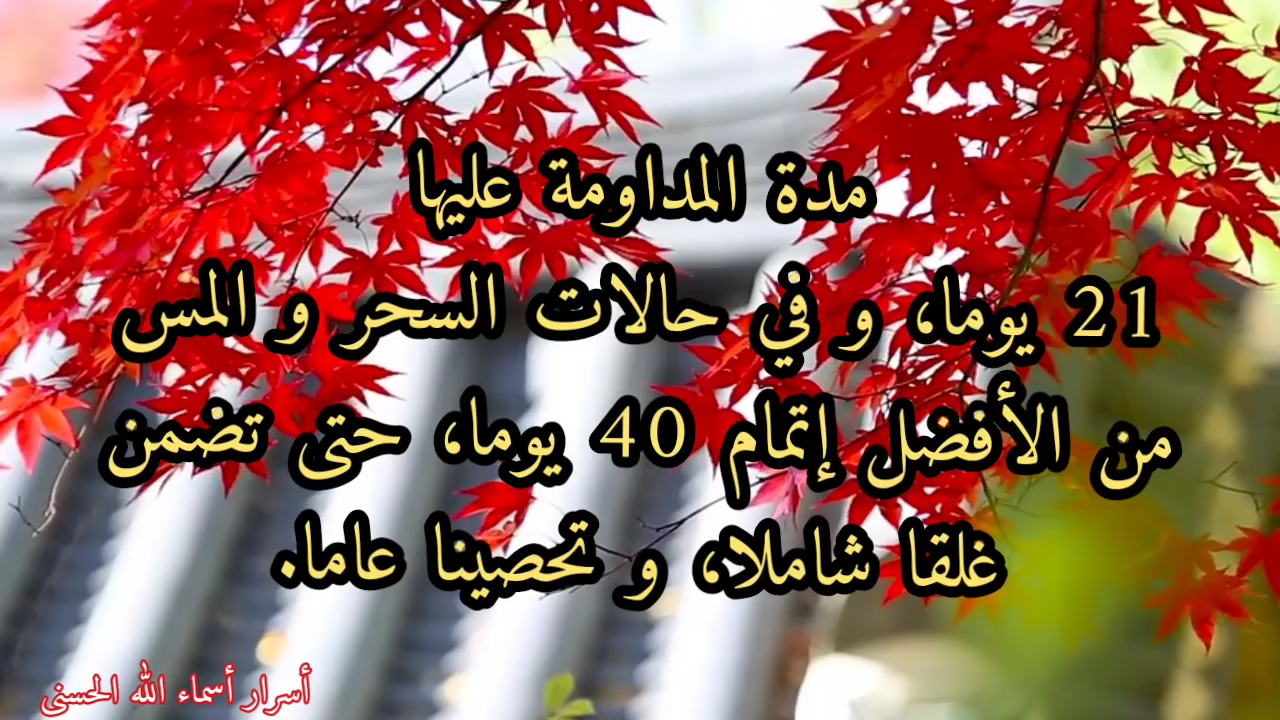 مدة المداومة عليها
21 يوما، و في حالات السحر و المس
من الأفضل إتمام 40 يوما، حتى تضمن
غلقا شاملا، و تحصينا عاما.
أسرار أسماء الله الحسنى